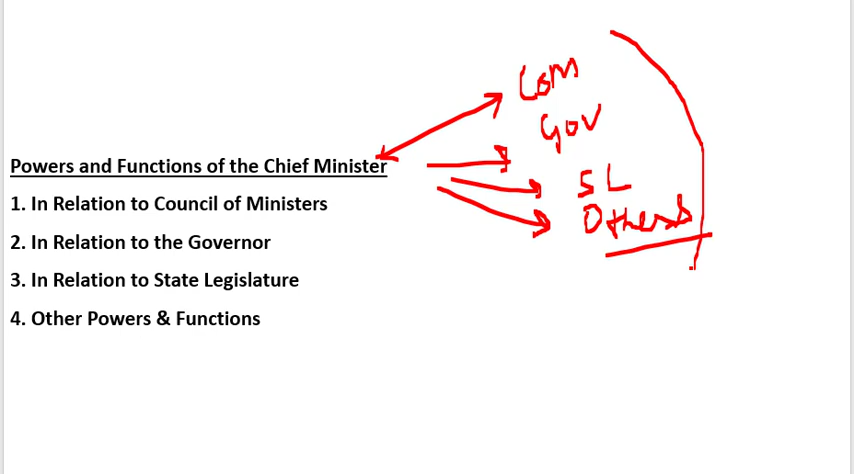 Powers and Functions of the Chief Minister
1. In Relation to Council of Ministers
2. In Relation to the Governor
3. In Relation to State Legislature
4. Other Powers & Functions
CoM
Gov
SL
Others